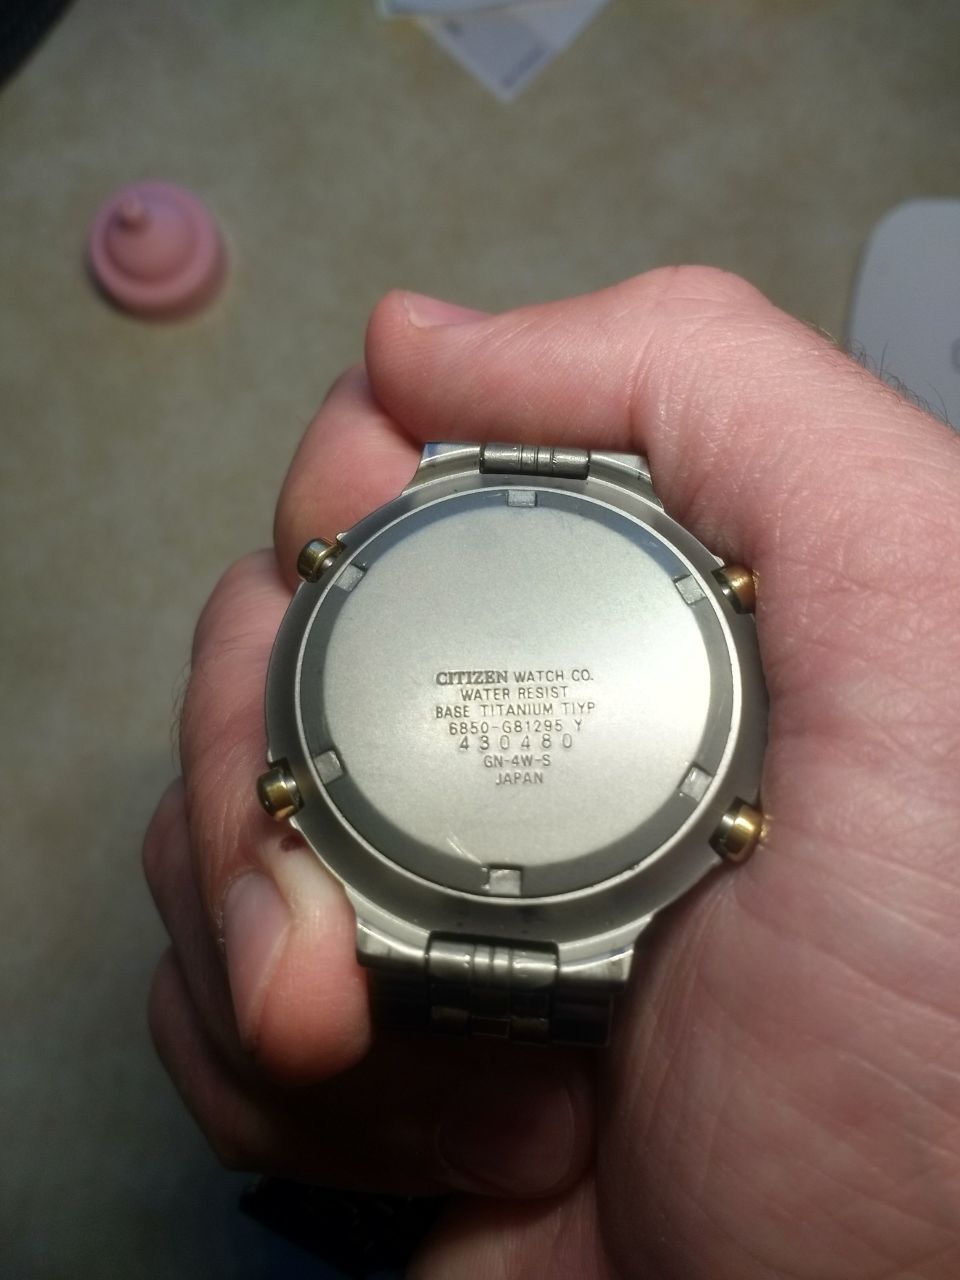 CITIZEN WATCH CO.
WATER RESIST
BASE TITANIUM TIYP
6850-G81295 Y
430480
GN-4W-S
JAPAN